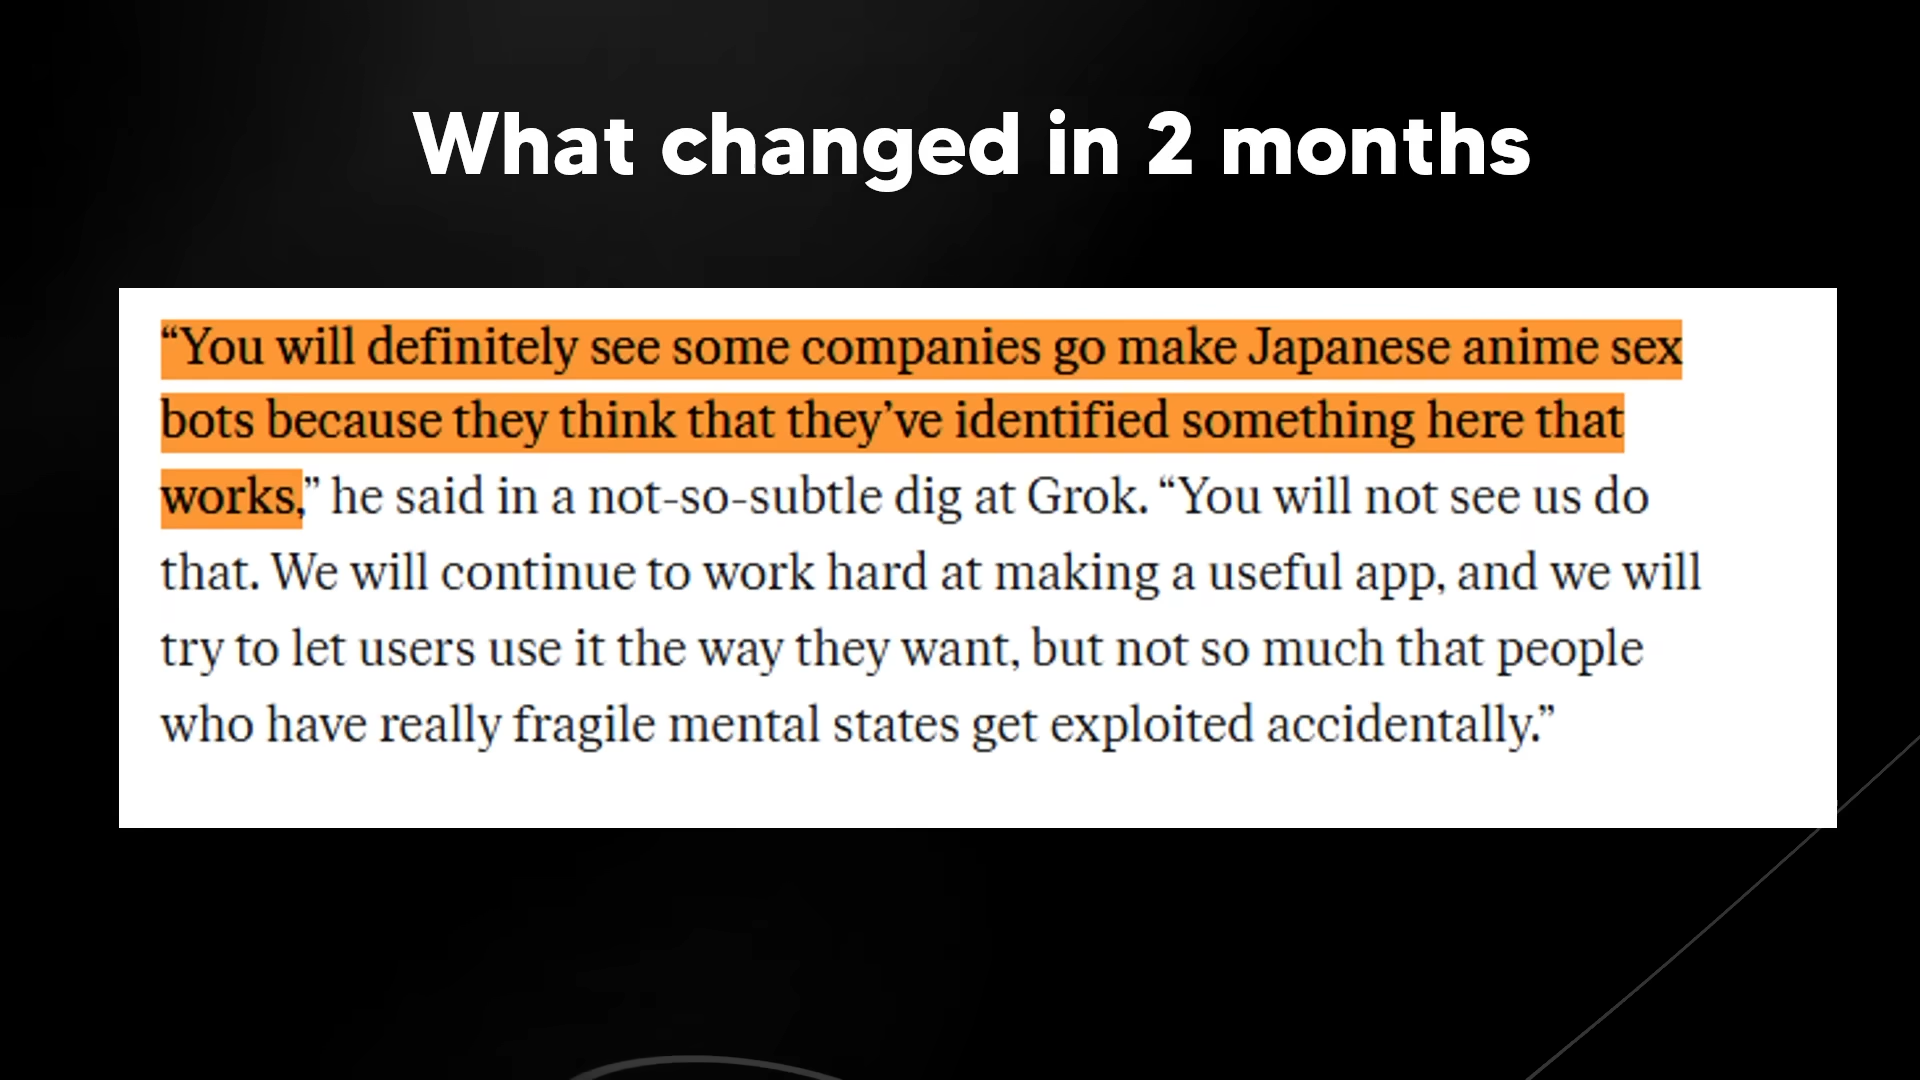 What changed in 2 months
“You will definitely see some companies go make Japanese anime sex
bots because they think that they’ve identified something here that
works,” he said in a not-so-subtle dig at Grok. “You will not see us do
that. We will continue to work hard at making a useful app, and we will
try to let users use it the way they want, but not so much that people
who have really fragile mental states get exploited accidentally.”